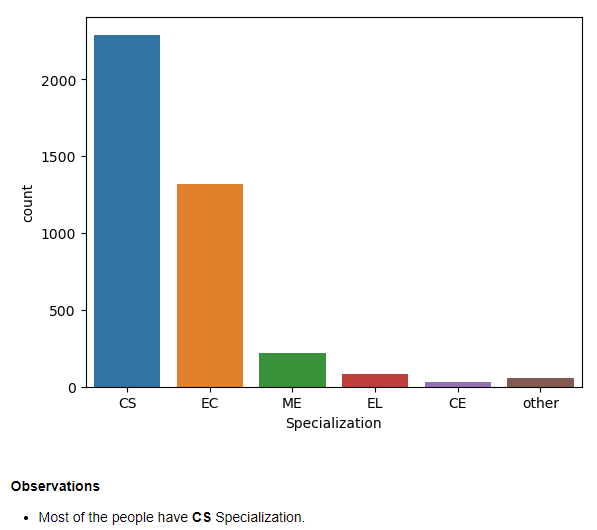 2000
1500
1000
500
0
count
CS EC ME EL CE other
Specialization
Observations
• Most of the people have CS Specialization.